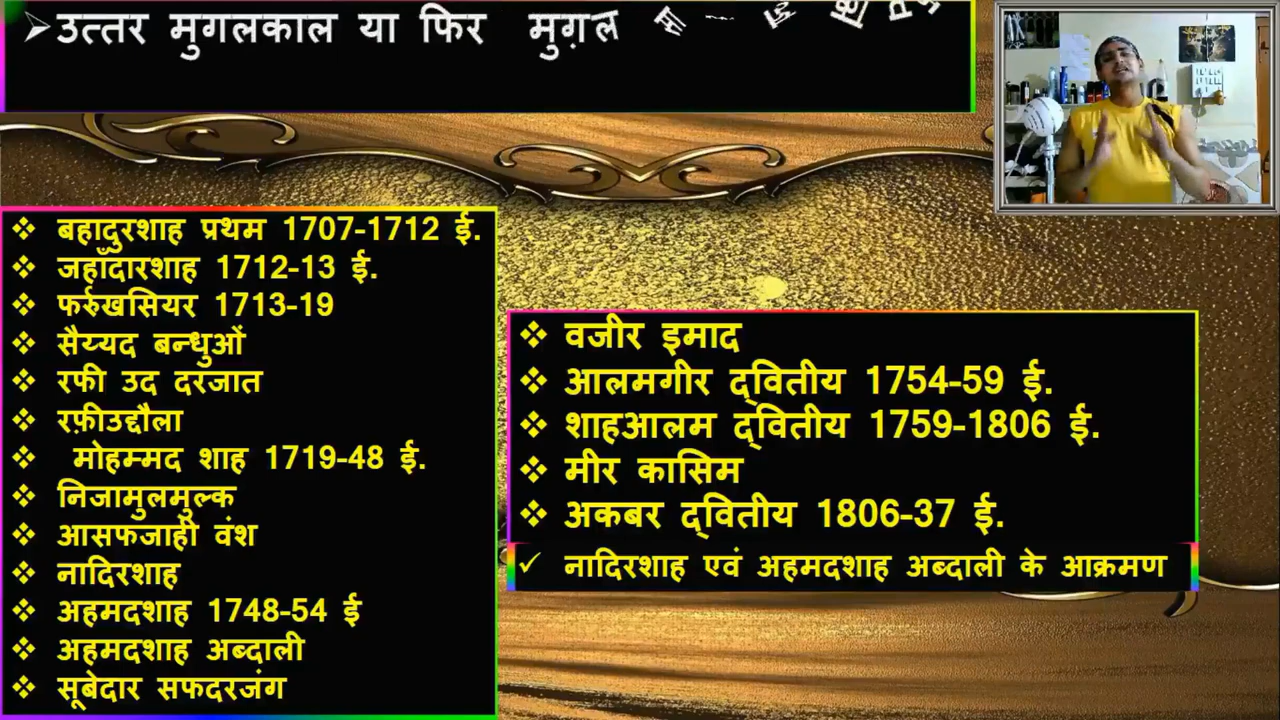 उत्तर मुगलकाल या फिर मुग़ल
बहादुरशाह प्रथम 1707-1712 ई.
जहाँदारशाह 1712-13 ई.
फर्रुखसियर 1713-19
सैय्यद बन्धुओं
रफी उद दरजात
रफ़ीउद्दौला
मोहम्मद शाह 1719-48 ई.
निजामुलमुल्क
आसफजाही वंश
नादिरशाह
अहमदशाह 1748-54 ई
अहमदशाह अब्दाली
सूबेदार सफदरजंग
वजीर इमाद
आलमगीर द्वितीय 1754-59 ई.
शाहआलम द्वितीय 1759-1806 ई.
मीर कासिम
अकबर द्वितीय 1806-37 ई.
नादिरशाह एवं अहमदशाह अब्दाली के आक्रमण